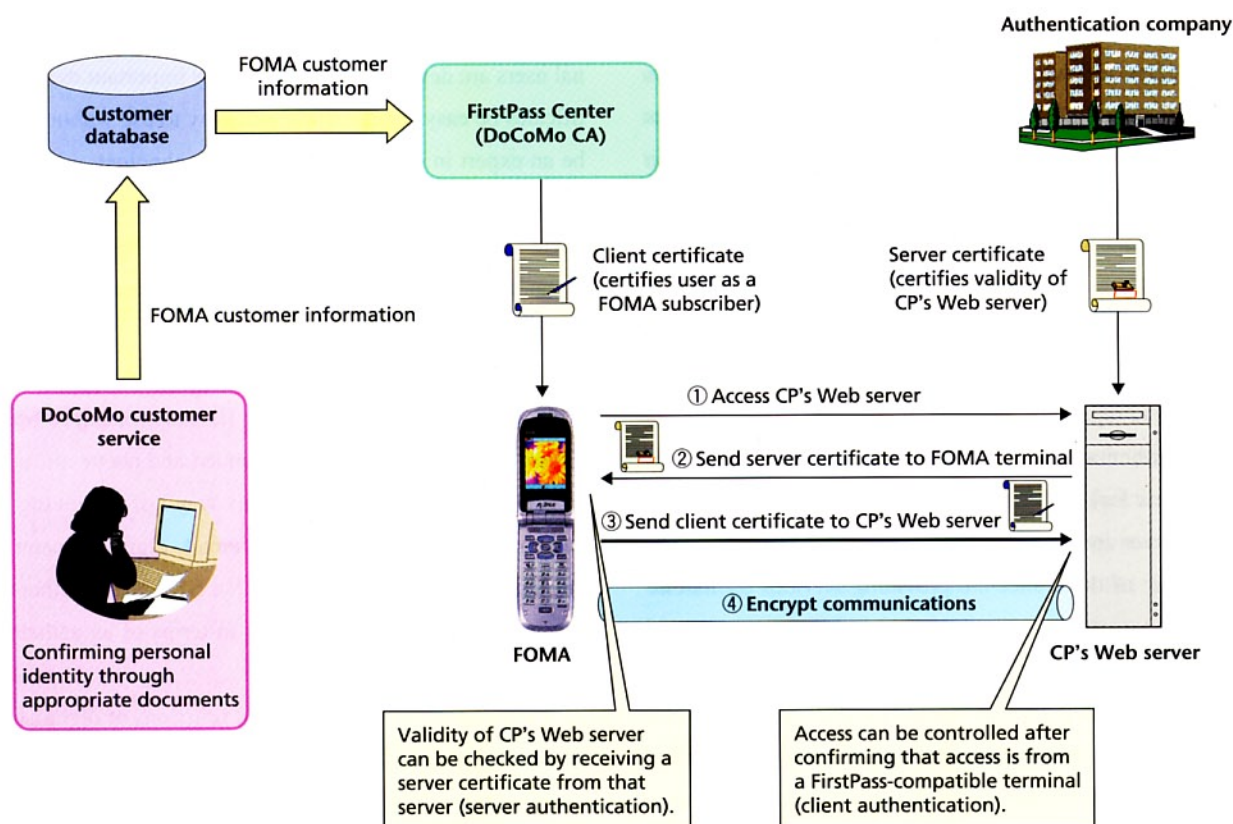 Authentication company
FOMA customer
information
Customer
database
FirstPass Center
(DoCoMo CA)
Client certificate
(certifies user as a
FOMA subscriber)
Server certificate
(certifies validity of
CP's Web server)
FOMA customer information
DoCoMo customer
service
Confirming personal
identity through
appropriate documents
① Access CP's Web server
② Send server certificate to FOMA terminal
③ Send client certificate to CP's Web server
④ Encrypt communications
FOMA
CP's Web server
Validity of CP's Web server
can be checked by receiving a
server certificate from that
server (server authentication).
Access can be controlled after
confirming that access is from
a FirstPass-compatible terminal
(client authentication).